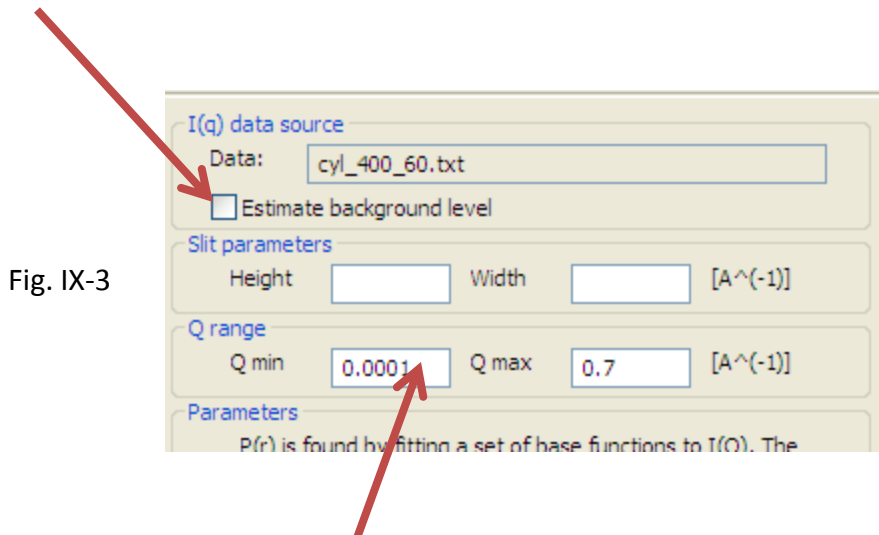 I(q) data source
Data: cyl_400_60.txt
Estimate background level
Slit parameters
Height Width [A^(-1)]
Fig. IX-3
Q range
Q min 0.0001 Q max 0.7 [A^(-1)]
Parameters
P(r) is found by fitting a set of base functions to I(Q). The